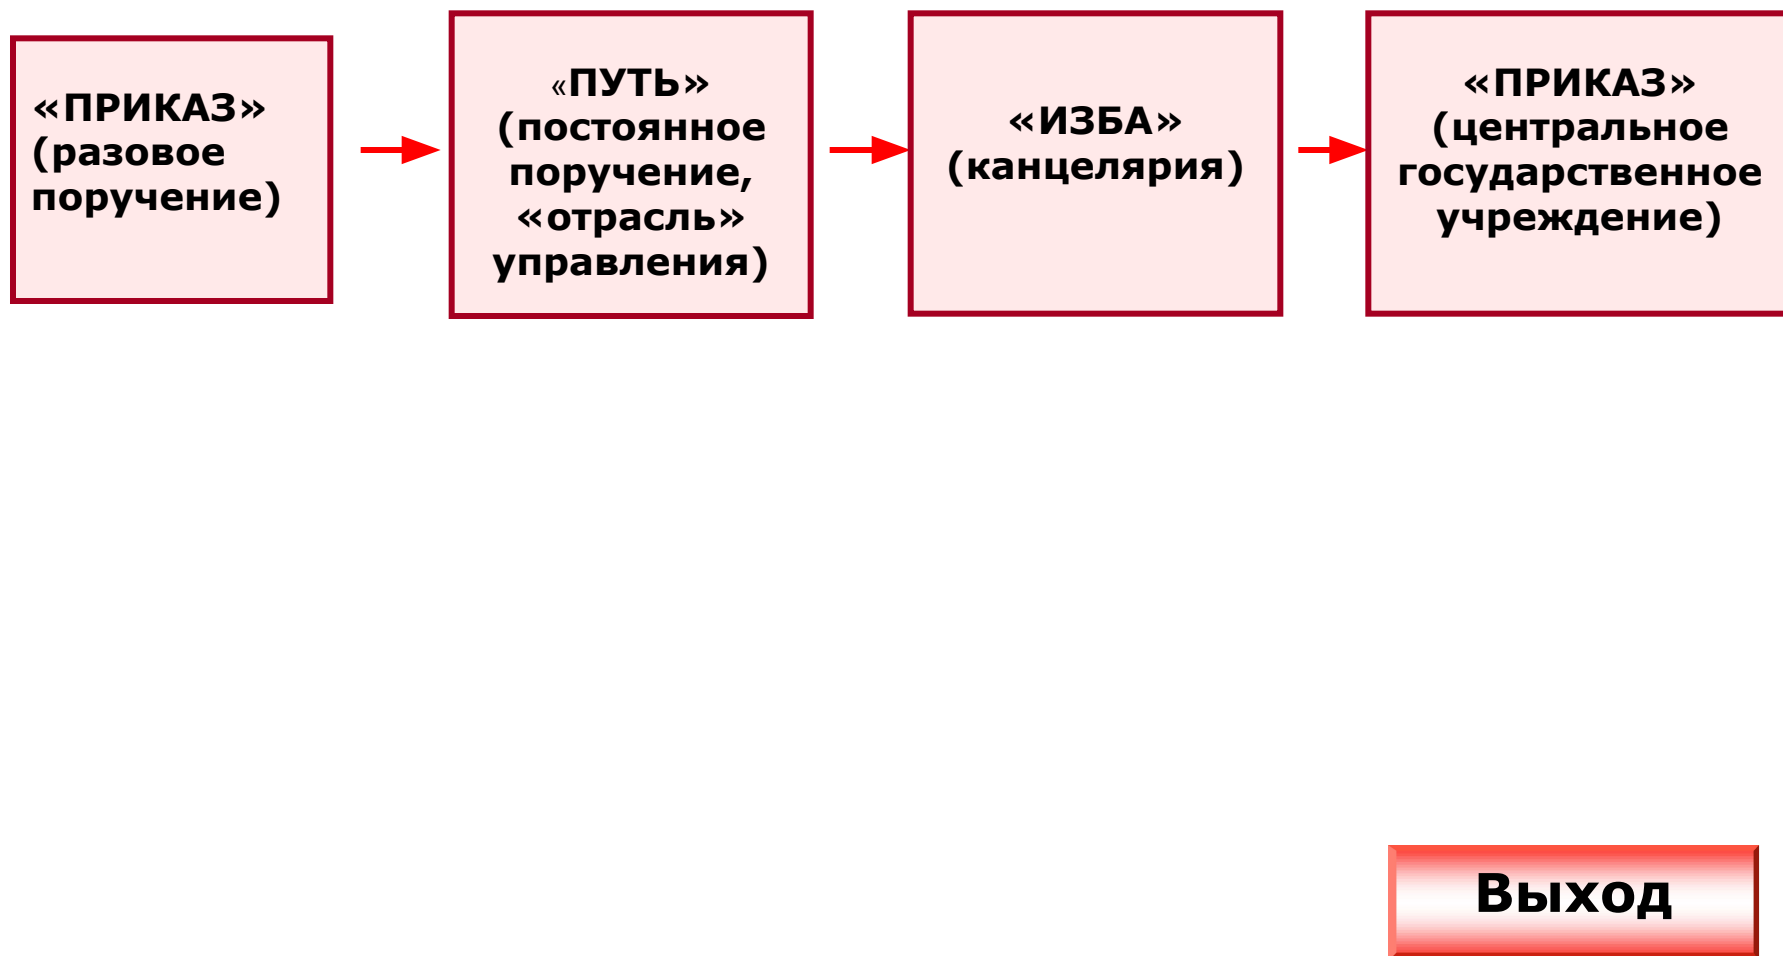 «ПРИКАЗ»
(разовое
поручение)
«ПУТЬ»
(постоянное
поручение,
«отрасль»
управления)
«ИЗБА»
(канцелярия)
«ПРИКАЗ»
(центральное
государственное
учреждение)
Выход